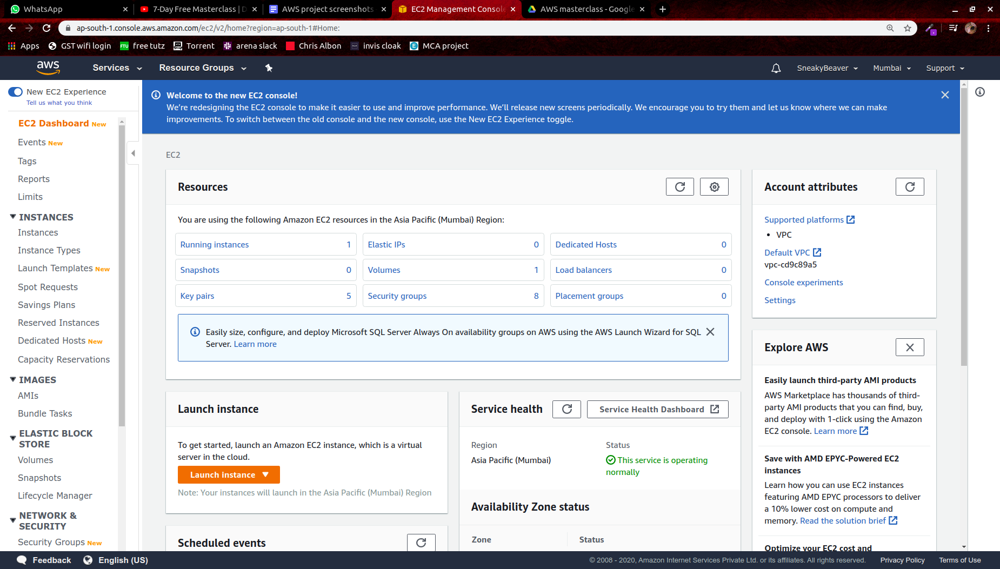 WhatsApp
7-Day Free Masterclass | D
AWS project screenshots
EC2 Management Console
AWS masterclass - Google
ap-south-1.console.aws.amazon.com/ec2/v2/home?region=ap-south-1#Home:
Apps
GST wifi login
FTU
free tutz
Torrent
arena slack
Chris Albon
invis cloak
E
MCA project
aws
Services
Resource Groups
SneakyBeaver
Mumbai
Support
New EC2 Experience
Tell us what you think
EC2 Dashboard New
Events New
Tags
Reports
Limits
INSTANCES
Instances
Instance Types
Launch Templates New
Spot Requests
Savings Plans
Reserved Instances
Dedicated Hosts New
Capacity Reservations
IMAGES
AMIs
Bundle Tasks
ELASTIC BLOCK
STORE
Volumes
Snapshots
Lifecycle Manager
NETWORK &
SECURITY
Security Groups New
Welcome to the new EC2 console!
We're redesigning the EC2 console to make it easier to use and improve performance. We'll release new screens periodically. We encourage you to try them and let us know where we can make
improvements. To switch between the old console and the new console, use the New EC2 Experience toggle.
EC2
Resources
You are using the following Amazon EC2 resources in the Asia Pacific (Mumbai) Region:
Running instances 1
Elastic IPs 0
Dedicated Hosts 0
Snapshots 0
Volumes 1
Load balancers 0
Key pairs 5
Security groups 8
Placement groups 0
Easily size, configure, and deploy Microsoft SQL Server Always On availability groups on AWS using the AWS Launch Wizard for SQL
Server. Learn more
Launch instance
To get started, launch an Amazon EC2 instance, which is a virtual
server in the cloud.
Launch instance
Note: Your instances will launch in the Asia Pacific (Mumbai) Region
Scheduled events
Service health
Service Health Dashboard
Region
Asia Pacific (Mumbai)
Status
This service is operating
normally
Availability Zone status
Zone
Status
Account attributes
Supported platforms
• VPC
Default VPC
vpc-cd9c89a5
Console experiments
Settings
Explore AWS
Easily launch third-party AMI products
AWS Marketplace has thousands of third-
party AMI products that you can find, buy,
and deploy with 1-click using the Amazon
EC2 console. Learn more
Save with AMD EPYC-Powered EC2
instances
Learn how you can use EC2 instances
featuring AMD EPYC processors to deliver
a 10% lower cost on compute and
memory. Read the solution brief
Optimize your EC2 cost and
Feedback
English (US)
© 2008 - 2020, Amazon Internet Services Private Ltd. or its affiliates. All rights reserved.
Privacy Policy
Terms of Use